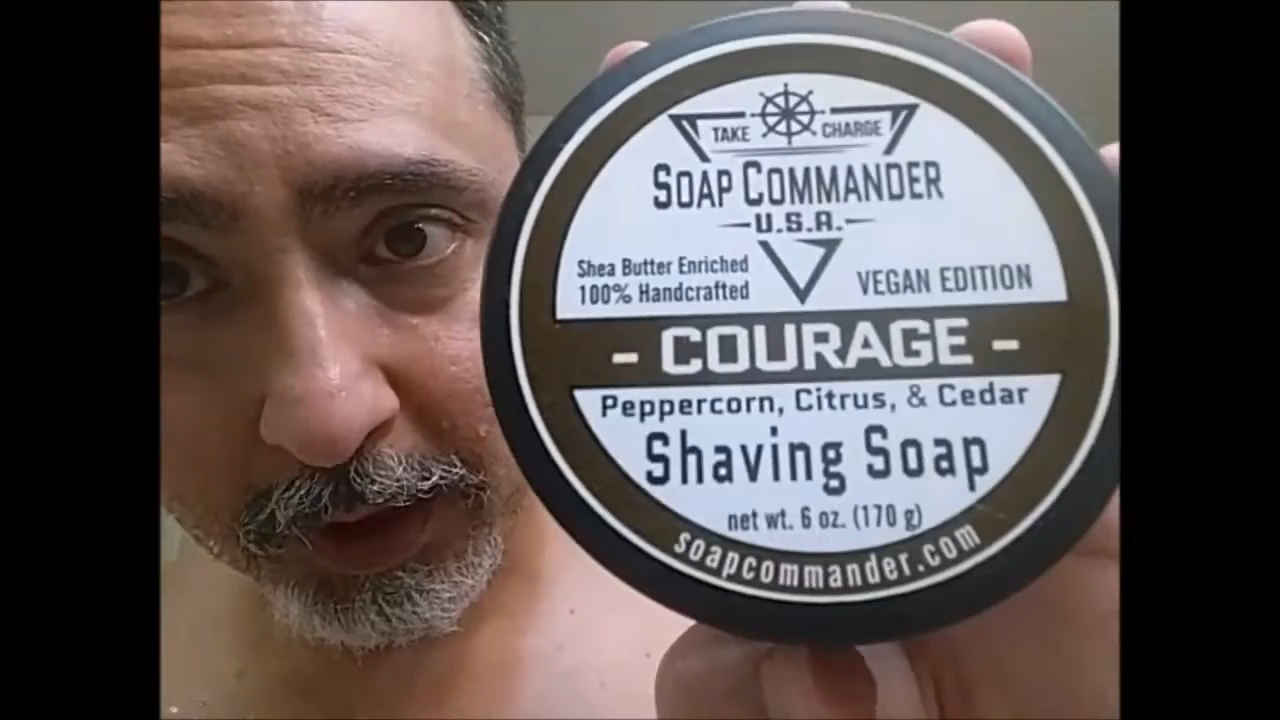 TAKE CHARGE
SOAP COMMANDER
U.S.A.
Shea Butter Enriched
100% Handcrafted
VEGAN EDITION
- COURAGE -
Peppercorn, Citrus, & Cedar
Shaving Soap
net wt. 6 oz. (170 g)
soapcommander.com